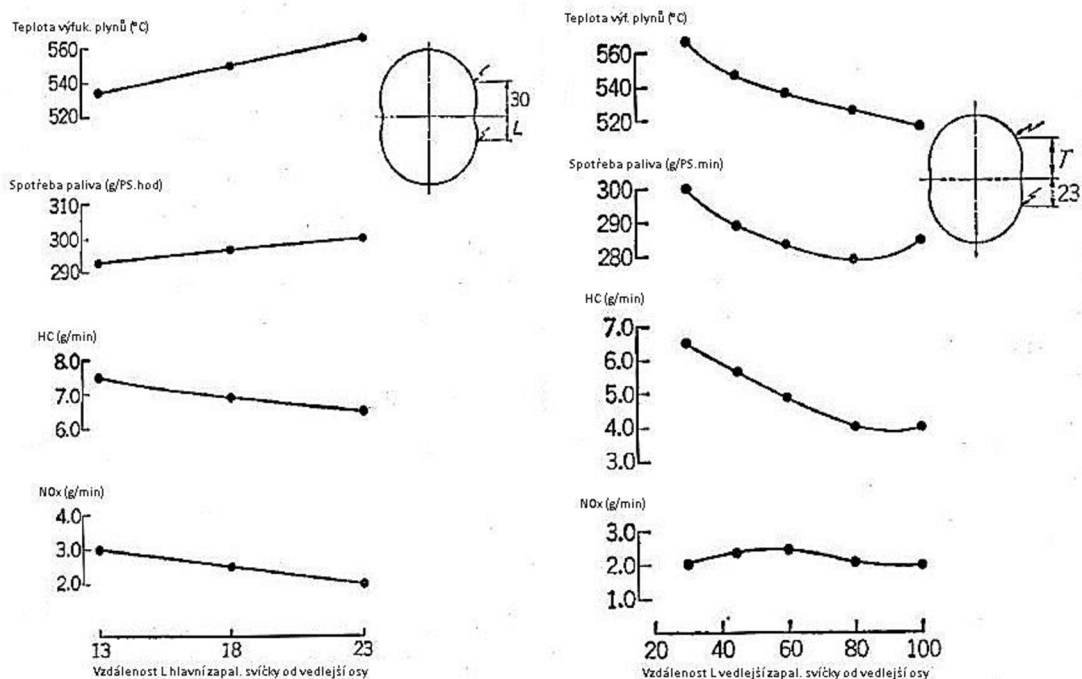 Teplota výfuk. plynů (°C)
560
540
520
30
L
Spotřeba paliva (g/PS.hod)
310
300
290
HC (g/min)
8.0
7.0
6.0
NOx (g/min)
4.0
3.0
2.0
13 18 23
Vzdálenost L hlavní zapal. svíčky od vedlejší osy
Teplota výf. plynů (°C)
560
540
520
T
23
Spotřeba paliva (g/PS.min)
300
290
280
HC (g/min)
7.0
6.0
5.0
4.0
3.0
NOx (g/min)
3.0
2.0
1.0
20 40 60 80 100
Vzdálenost L vedlejší zapal. svíčky od vedlejší osy